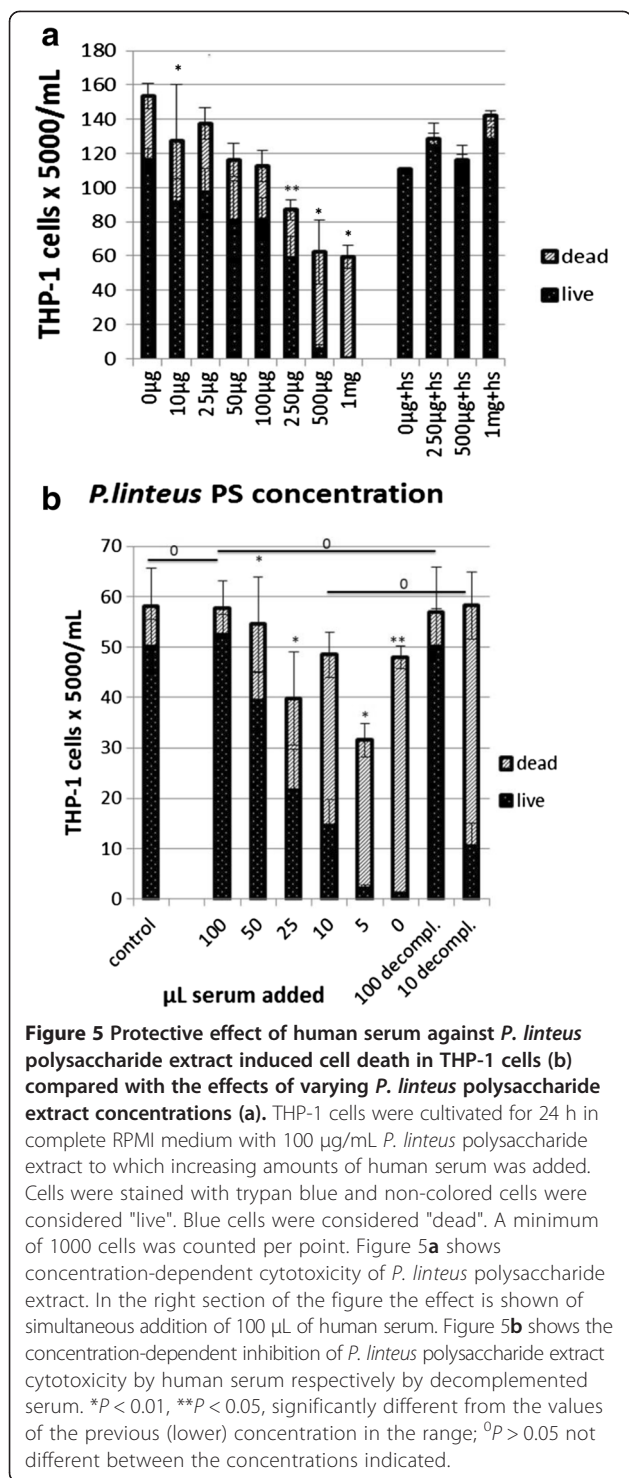 a
180
160
140
120
100
80
60
40
20
0
THP-1 cells x 5000/mL
*
**
*
*
dead
live
0µg
10µg
25µg
50µg
100µg
250µg
500µg
1mg
0µg+hs
250µg+hs
500µg+hs
1mg+hs
b P.linteus PS concentration
70
60
50
40
30
20
10
0
THP-1 cells x 5000/mL
0
0
0
*
*
*
**
dead
live
control
100
50
25
10
5
0
100 decompl.
10 decompl.
µL serum added
Figure 5 Protective effect of human serum against P. linteus
polysaccharide extract induced cell death in THP-1 cells (b)
compared with the effects of varying P. linteus polysaccharide
extract concentrations (a). THP-1 cells were cultivated for 24 h in
complete RPMI medium with 100 µg/mL P. linteus polysaccharide
extract to which increasing amounts of human serum was added.
Cells were stained with trypan blue and non-colored cells were
considered "live". Blue cells were considered "dead". A minimum
of 1000 cells was counted per point. Figure 5a shows
concentration-dependent cytotoxicity of P. linteus polysaccharide
extract. In the right section of the figure the effect is shown of
simultaneous addition of 100 µL of human serum. Figure 5b shows the
concentration-dependent inhibition of P. linteus polysaccharide extract
cytotoxicity by human serum respectively by decomplemented
serum. *P < 0.01, **P < 0.05, significantly different from the values
of the previous (lower) concentration in the range; ⁰P > 0.05 not
different between the concentrations indicated.